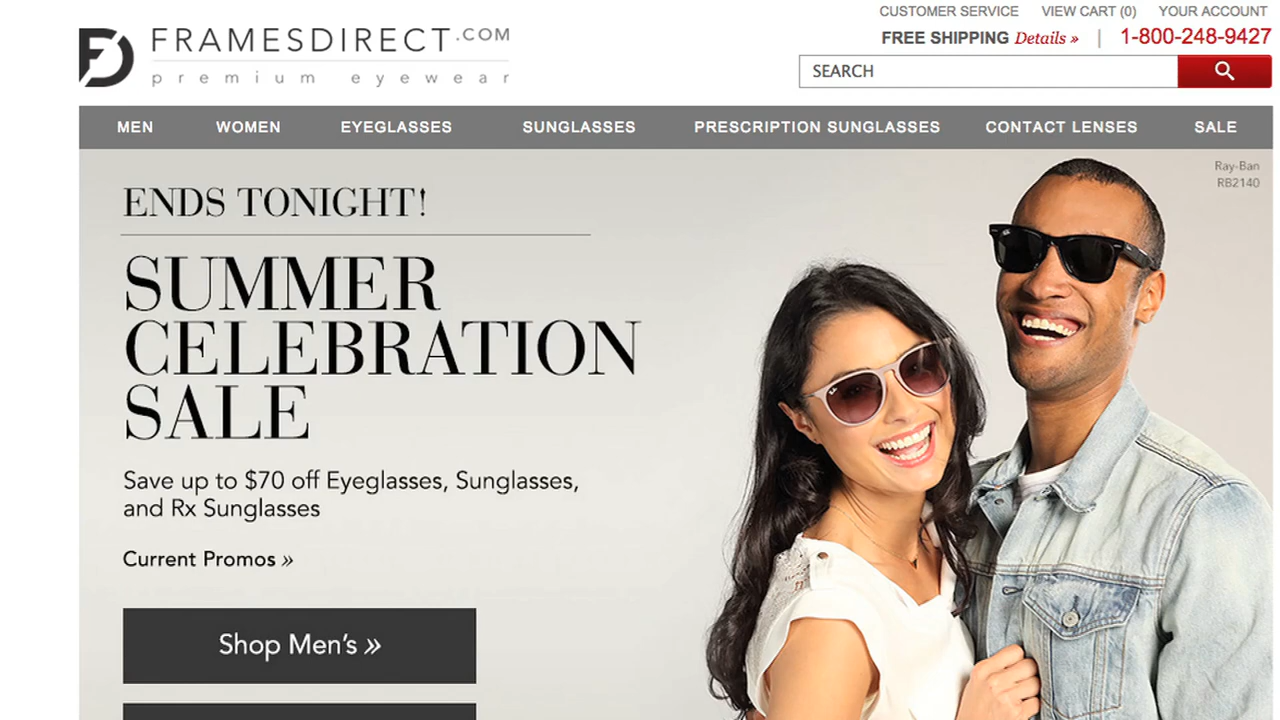 CUSTOMER SERVICE VIEW CART (0) YOUR ACCOUNT
FRAMESDIRECT.COM
premium eyewear
FREE SHIPPING Details » | 1-800-248-9427
SEARCH
MEN WOMEN EYEGLASSES SUNGLASSES PRESCRIPTION SUNGLASSES CONTACT LENSES SALE
Ray-Ban
RB2140
ENDS TONIGHT!
SUMMER
CELEBRATION
SALE
Save up to $70 off Eyeglasses, Sunglasses,
and Rx Sunglasses
Current Promos »
Shop Men's »